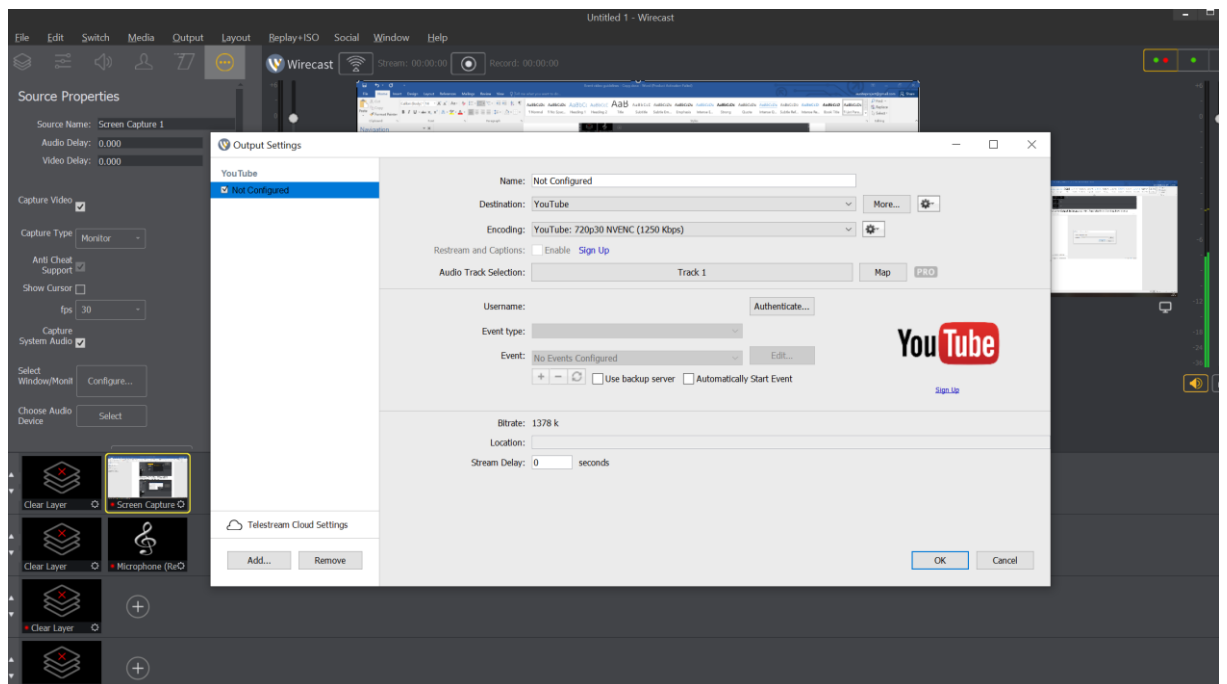 Untitled 1 - Wirecast
File Edit Switch Media Output Layout Replay+ISO Social Window Help
Wirecast Stream: 00:00:00 Record: 00:00:00
Source Properties
Source Name: Screen Capture 1
Audio Delay: 0.000
Video Delay: 0.000
Capture Video
Capture Type Monitor
Anti Cheat
Support
Show Cursor
fps 30
Capture
System Audio
Select
Window/Monit Configure...
Choose Audio
Device Select
Clear Layer Screen Capture
Clear Layer Microphone (Re
Clear Layer
Output Settings
YouTube
Not Configured
Telestream Cloud Settings
Add... Remove
Name: Not Configured
Destination: YouTube More...
Encoding: YouTube: 720p30 NVENC (1250 Kbps)
Restream and Captions: Enable Sign Up
Audio Track Selection: Track 1 Map PRO
Username: Authenticate...
Event type:
Event: No Events Configured Edit...
+ - Use backup server Automatically Start Event
YouTube
Sign Up
Bitrate: 1378 k
Location:
Stream Delay: 0 seconds
OK Cancel
Navigation
-12
-18
-24
-36